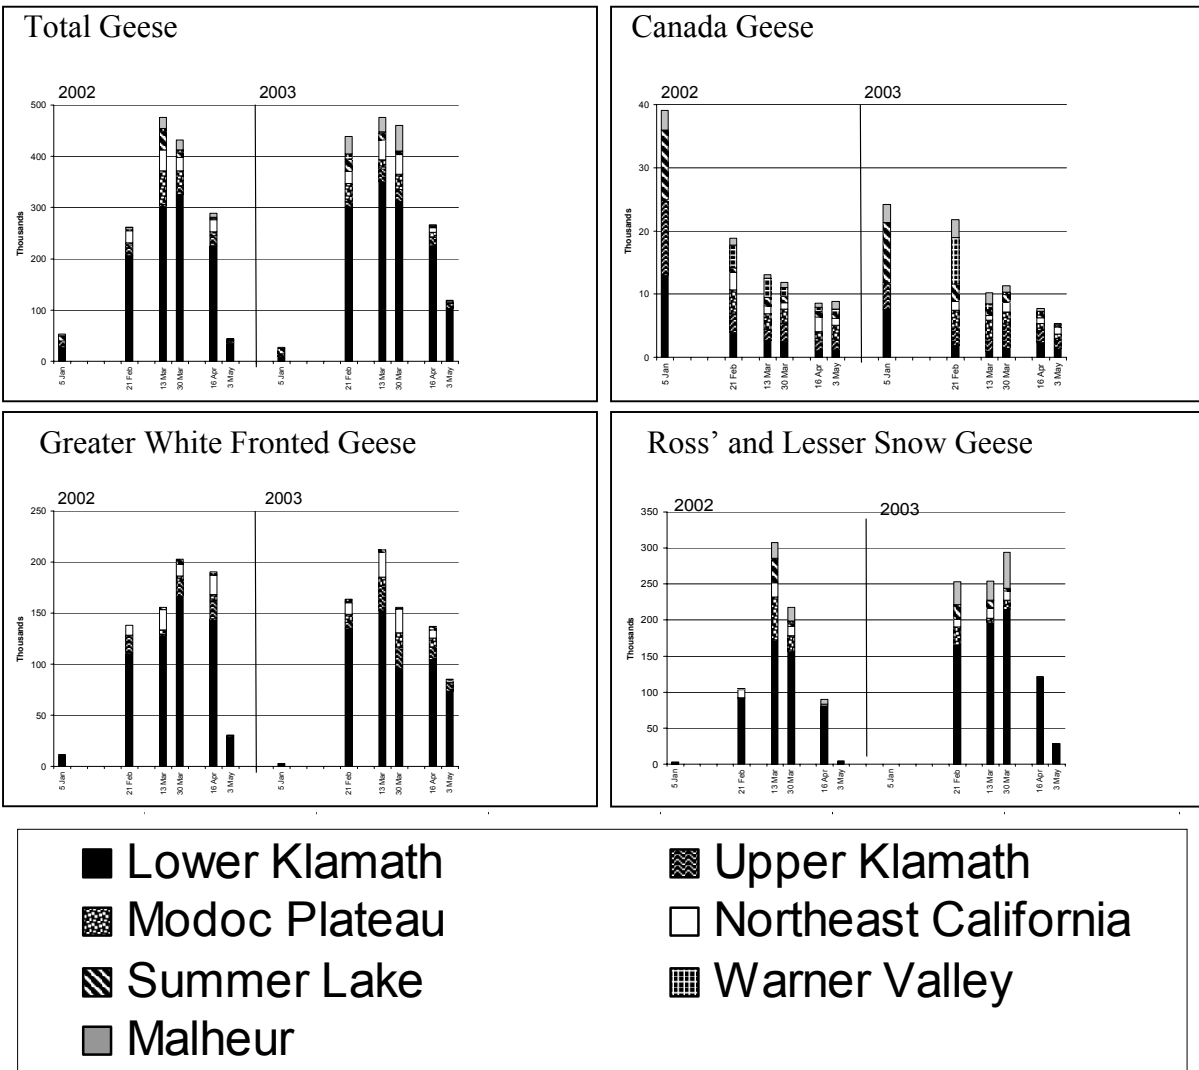 Total Geese
2002
2003
500
400
300
200
100
0
Thousands
5 Jan
21 Feb
13 Mar
30 Mar
16 Apr
3 May
5 Jan
21 Feb
13 Mar
30 Mar
16 Apr
3 May
Canada Geese
2002
2003
40
30
20
10
0
Thousands
5 Jan
21 Feb
13 Mar
30 Mar
16 Apr
3 May
5 Jan
21 Feb
13 Mar
30 Mar
16 Apr
3 May
Greater White Fronted Geese
2002
2003
250
200
150
100
50
0
Thousands
5 Jan
21 Feb
13 Mar
30 Mar
16 Apr
3 May
5 Jan
21 Feb
13 Mar
30 Mar
16 Apr
3 May
Ross’ and Lesser Snow Geese
2002
2003
350
300
250
200
150
100
50
0
Thousands
5 Jan
21 Feb
13 Mar
30 Mar
16 Apr
3 May
5 Jan
21 Feb
13 Mar
30 Mar
16 Apr
3 May
Lower Klamath
Upper Klamath
Modoc Plateau
Northeast California
Summer Lake
Warner Valley
Malheur